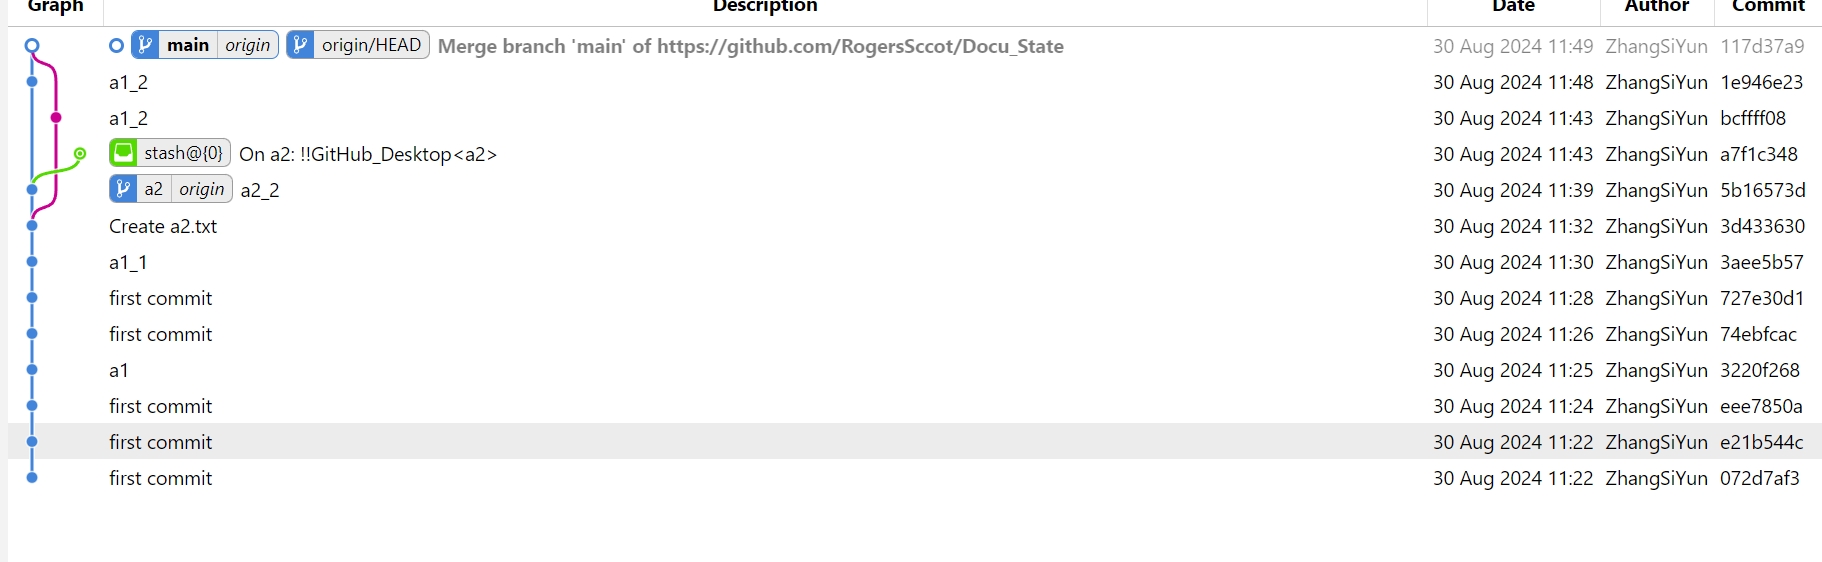 Graph Description Date Author Commit
main origin origin/HEAD Merge branch 'main' of https://github.com/RogersSccot/Docu_State 30 Aug 2024 11:49 ZhangSiYun 117d37a9
a1_2 30 Aug 2024 11:48 ZhangSiYun 1e946e23
a1_2 30 Aug 2024 11:43 ZhangSiYun bcffff08
stash@{0} On a2: !!GitHub_Desktop<a2> 30 Aug 2024 11:43 ZhangSiYun a7f1c348
a2 origin a2_2 30 Aug 2024 11:39 ZhangSiYun 5b16573d
Create a2.txt 30 Aug 2024 11:32 ZhangSiYun 3d433630
a1_1 30 Aug 2024 11:30 ZhangSiYun 3aee5b57
first commit 30 Aug 2024 11:28 ZhangSiYun 727e30d1
first commit 30 Aug 2024 11:26 ZhangSiYun 74ebfcac
a1 30 Aug 2024 11:25 ZhangSiYun 3220f268
first commit 30 Aug 2024 11:24 ZhangSiYun eee7850a
first commit 30 Aug 2024 11:22 ZhangSiYun e21b544c
first commit 30 Aug 2024 11:22 ZhangSiYun 072d7af3